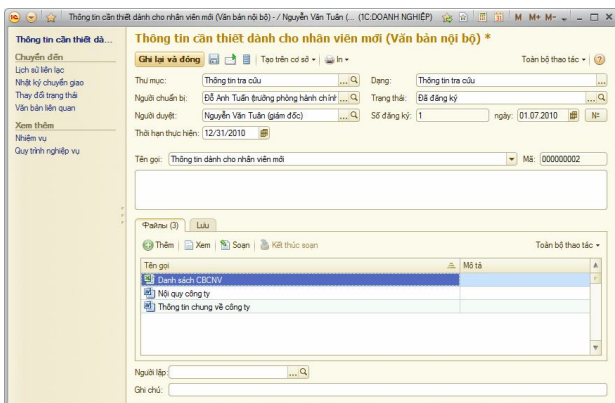 Thông tin cần thiết dành cho nhân viên mới (Văn bản nội bộ) - / Nguyễn Văn Tuân (... (1C:DOANH NGHIỆP) M M+ M-
Thông tin cần thiết dà...
Chuyển đến
Lịch sử liên lạc
Nhật ký chuyển giao
Thay đổi trạng thái
Văn bản liên quan
Xem thêm
Nhiệm vụ
Quy trình nghiệp vụ
Thông tin cần thiết dành cho nhân viên mới (Văn bản nội bộ) *
Ghi lại và đóng Tạo trên cơ sở In Toàn bộ thao tác
Thư mục: Thông tin tra cứu ... Dạng: Thông tin tra cứu ...
Người chuẩn bị: Đỗ Anh Tuấn (trưởng phòng hành chính ... Trạng thái: Đã đăng ký ...
Người duyệt: Nguyễn Văn Tuân (giám đốc) ... Số đăng ký: 1 ngày: 01.07.2010 №
Thời hạn thực hiện: 12/31/2010
Tên gọi: Thông tin dành cho nhân viên mới Mã: 000000002
Файлы (3) Lưu
Thêm Xem Soạn Kết thúc soạn Toàn bộ thao tác
Tên gọi Mô tả
Danh sách CBCNV
Nội quy công ty
Thông tin chung về công ty
Người lập: ...
Ghi chú: